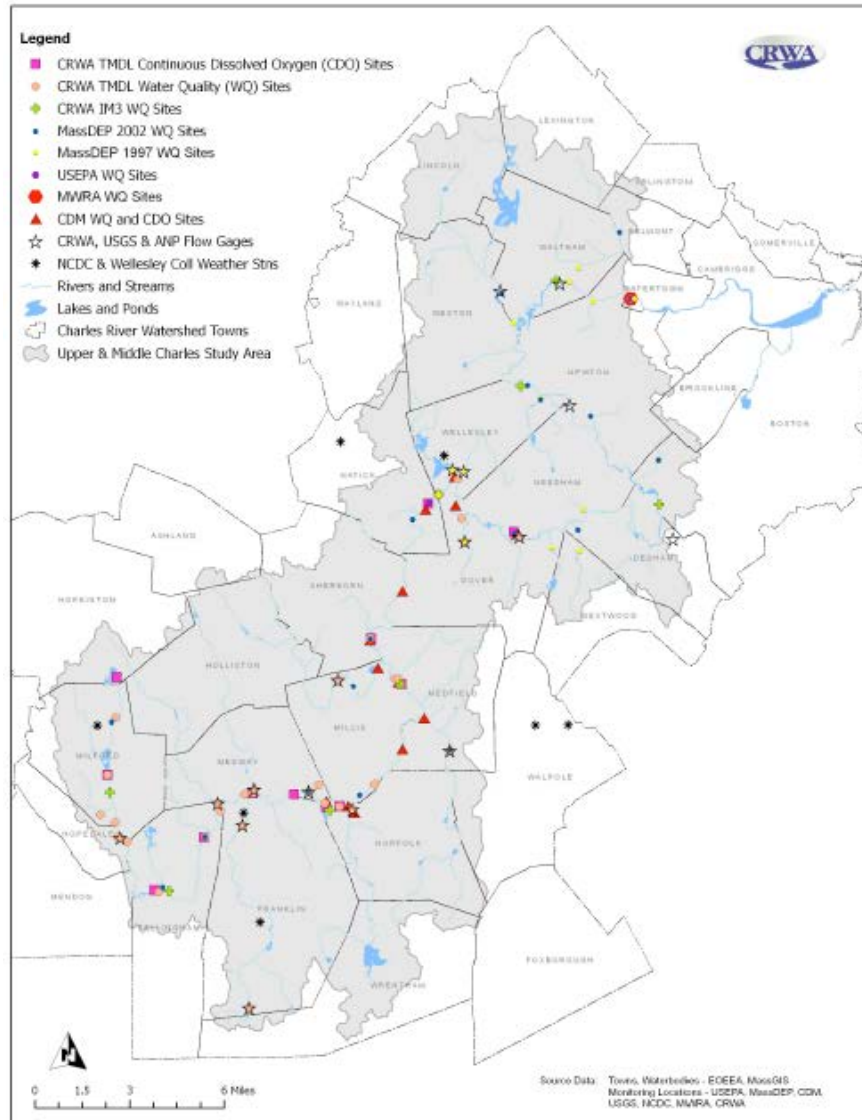 Legend
CRWA TMDL Continuous Dissolved Oxygen (CDO) Sites
CRWA TMDL Water Quality (WQ) Sites
CRWA IM3 WQ Sites
MassDEP 2002 WQ Sites
MassDEP 1997 WQ Sites
USEPA WQ Sites
MWRA WQ Sites
CDM WQ and CDO Sites
CRWA, USGS & ANP Flow Gages
NCDC & Wellesley Coll Weather Stns
Rivers and Streams
Lakes and Ponds
Charles River Watershed Towns
Upper & Middle Charles Study Area
CRWA
LEXINGTON
LINCOLN
ARLINGTON
BELMONT
WALTHAM
SOMERVILLE
CAMBRIDGE
WATERTOWN
WAYLAND
WESTON
NEWTON
BROOKLINE
BOSTON
WELLESLEY
NATICK
NEEDHAM
ASHLAND
DEDHAM
DOVER
SHERBORN
WESTWOOD
HOPKINTON
HOLLISTON
MEDFIELD
MILLIS
MILFORD
WALPOLE
MEDWAY
HOPEDALE
NORFOLK
MENDON
FRANKLIN
BELLINGHAM
FOXBOROUGH
WRENTHAM
N
0 1.5 3 6 Miles
Source Data: Towns, Waterbodies - EOEEA, MassGIS
Monitoring Locations - USEPA, MassDEP, CDM,
USGS, NCDC, MWRA, CRWA